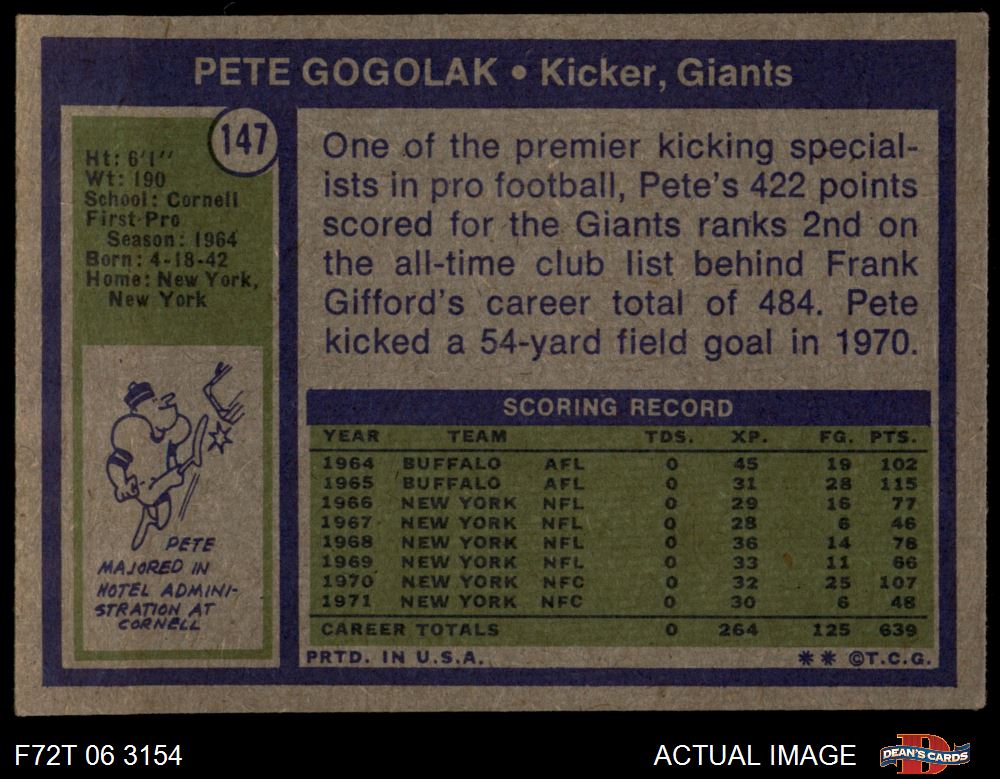 PETE GOGOLAK • Kicker, Giants
147
Ht: 6'1"
Wt: 190
School: Cornell
First Pro
Season: 1964
Born: 4-18-42
Home: New York,
New York
PETE
MAJORED IN
HOTEL ADMINI-
STRATION AT
CORNELL
One of the premier kicking special-
ists in pro football, Pete's 422 points
scored for the Giants ranks 2nd on
the all-time club list behind Frank
Gifford's career total of 484. Pete
kicked a 54-yard field goal in 1970.
SCORING RECORD
YEAR TEAM TDS. XP. FG. PTS.
1964 BUFFALO AFL 0 45 19 102
1965 BUFFALO AFL 0 31 28 115
1966 NEW YORK NFL 0 29 16 77
1967 NEW YORK NFL 0 28 6 46
1968 NEW YORK NFL 0 36 14 78
1969 NEW YORK NFL 0 33 11 66
1970 NEW YORK NFC 0 32 25 107
1971 NEW YORK NFC 0 30 6 48
CAREER TOTALS 0 264 125 639
PRTD. IN U.S.A. ** ©T.C.G.
F72T 06 3154 ACTUAL IMAGE DEAN'S CARDS